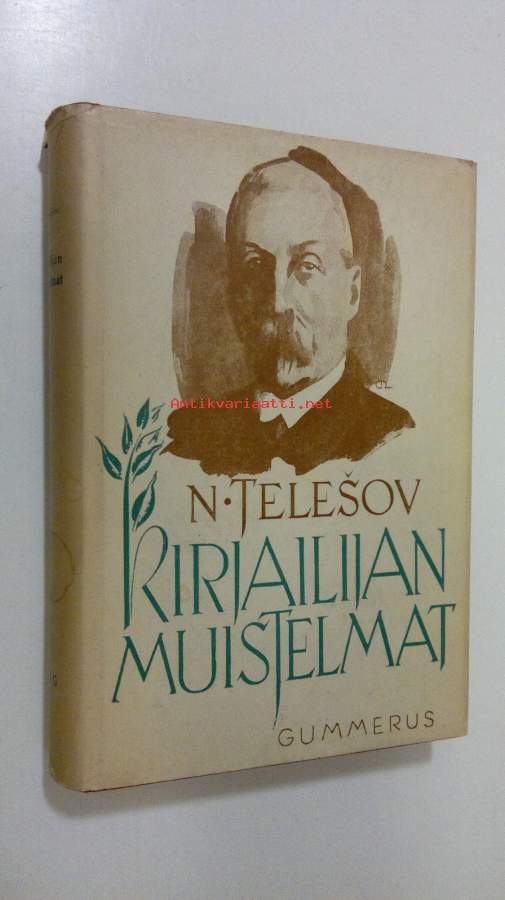 Antikvariaatti.net
N·TELEŠOV
KIRJAILIJAN
MUISTELMAT
GUMMERUS
G